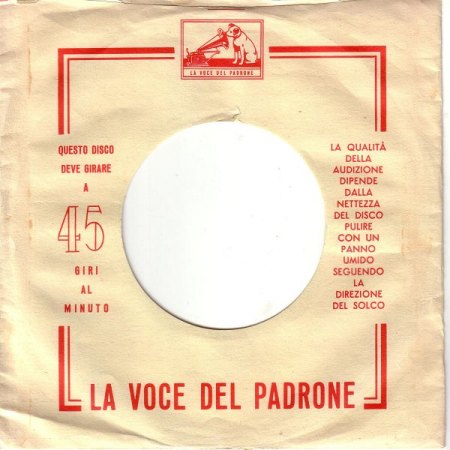 LA VOCE DEL PADRONE
QUESTO DISCO
DEVE GIRARE
A
45
GIRI
AL
MINUTO
LA QUALITÀ
DELLA
AUDIZIONE
DIPENDE
DALLA
NETTEZZA
DEL DISCO
PULIRE
CON UN
PANNO
UMIDO
SEGUENDO
LA
DIREZIONE
DEL SOLCO
LA VOCE DEL PADRONE